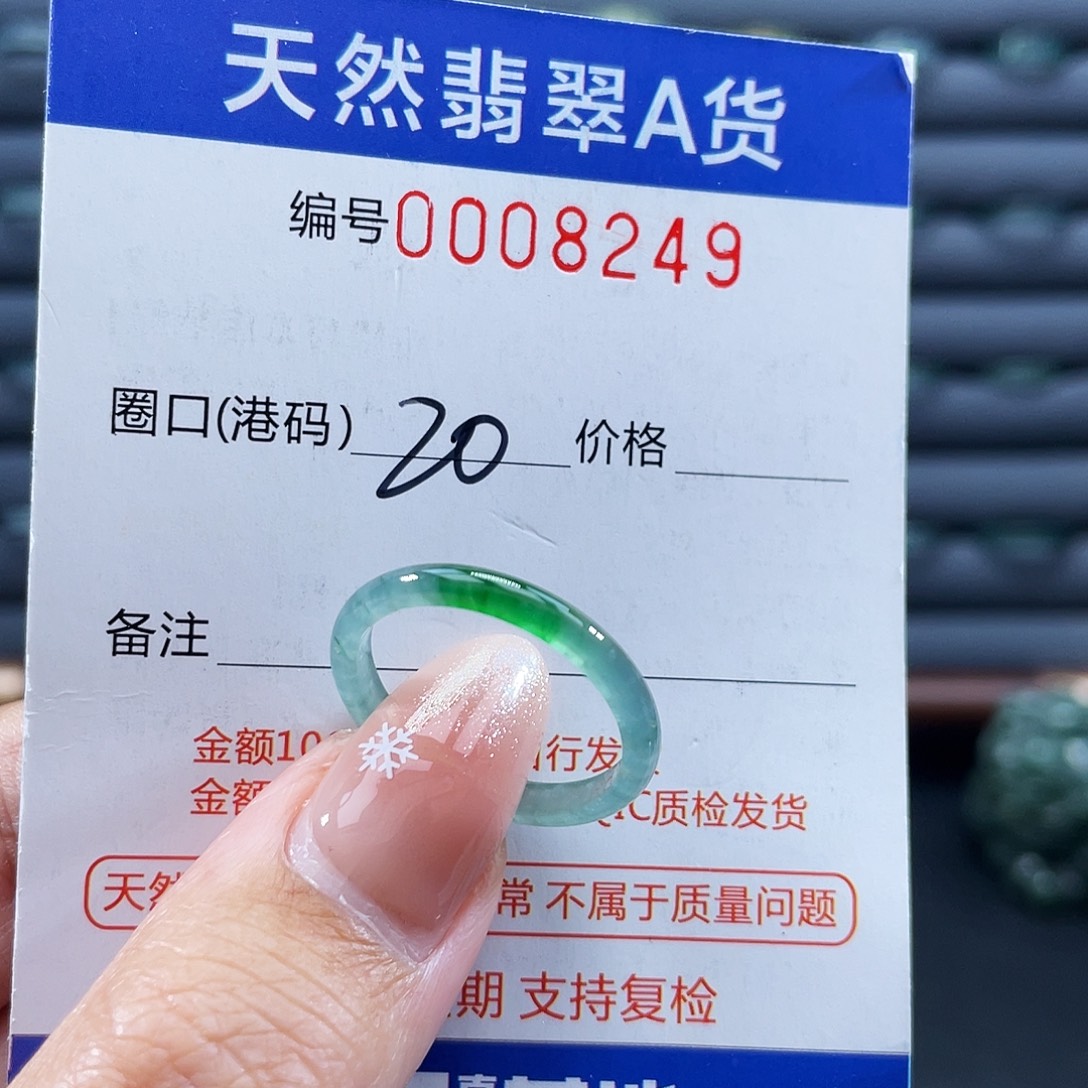 天然翡翠A货
编号0008249
圈口(港码) 20 价格
备注
金额10 行发
金额 IC质检发货
天然 常 不属于质量问题
期 支持复检